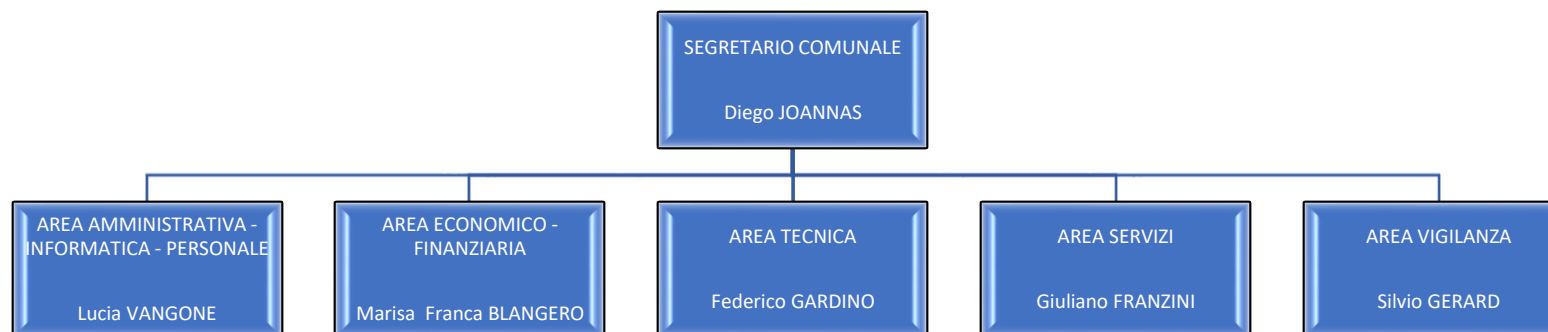 SEGRETARIO COMUNALE
Diego JOANNAS
AREA AMMINISTRATIVA -
INFORMATICA - PERSONALE
Lucia VANGONE
AREA ECONOMICO -
FINANZIARIA
Marisa  Franca BLANGERO
AREA TECNICA
Federico GARDINO
AREA SERVIZI
Giuliano FRANZINI
AREA VIGILANZA
Silvio GERARD